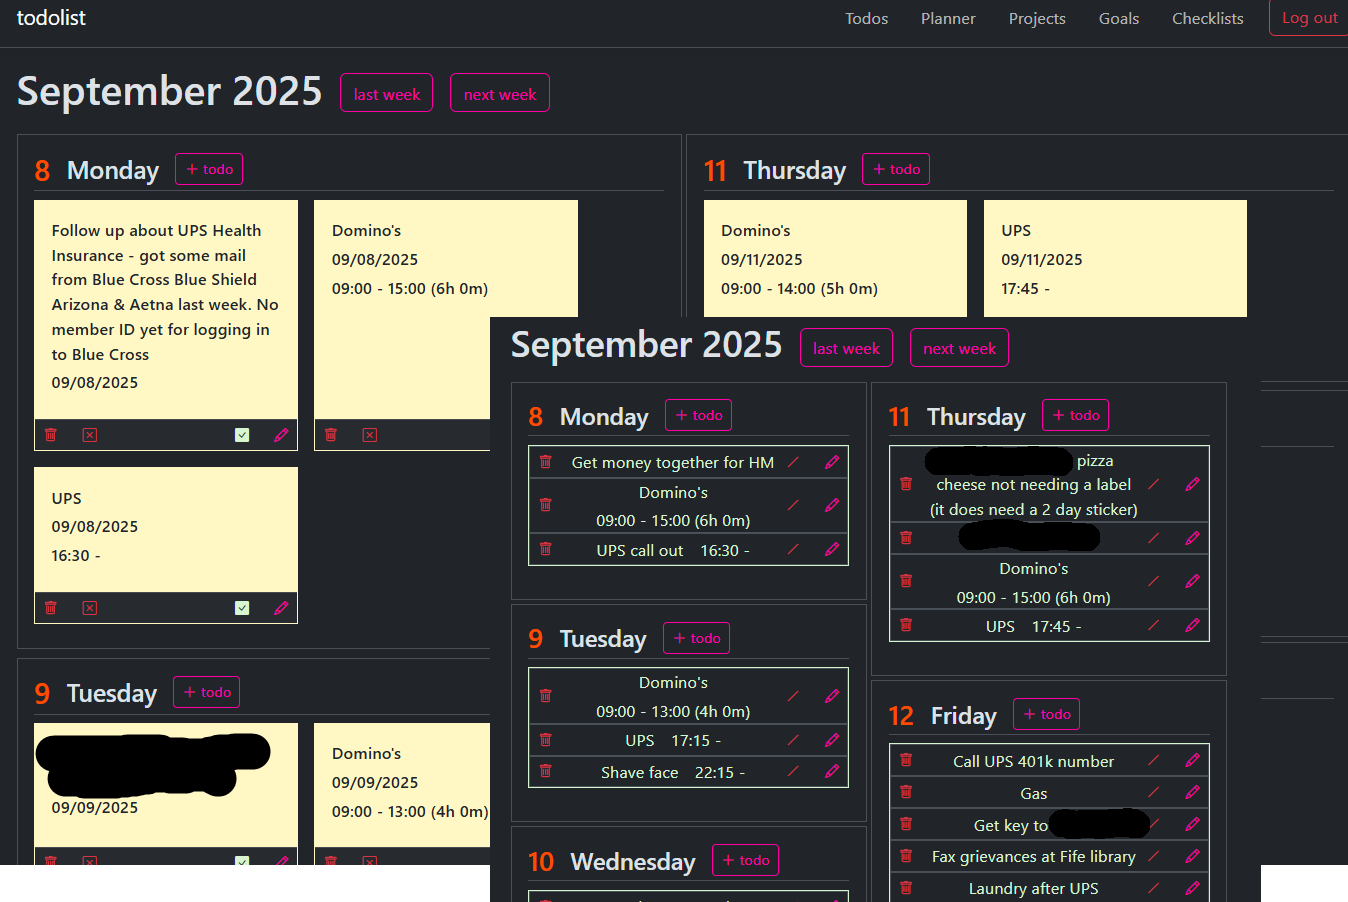 todolist
Todos Planner Projects Goals Checklists Log out
September 2025 last week next week
8 Monday + todo
Follow up about UPS Health
Insurance - got some mail
from Blue Cross Blue Shield
Arizona & Aetna last week. No
member ID yet for logging in
to Blue Cross
09/08/2025
Domino's
09/08/2025
09:00 - 15:00 (6h 0m)
UPS
09/08/2025
16:30 -
9 Tuesday + todo
09/09/2025
Domino's
09/09/2025
09:00 - 13:00 (4h 0m)
11 Thursday + todo
Domino's
09/11/2025
09:00 - 14:00 (5h 0m)
UPS
09/11/2025
17:45 -
September 2025 last week next week
8 Monday + todo
Get money together for HM
Domino's
09:00 - 15:00 (6h 0m)
UPS call out 16:30 -
9 Tuesday + todo
Domino's
09:00 - 13:00 (4h 0m)
UPS 17:15 -
Shave face 22:15 -
10 Wednesday + todo
11 Thursday + todo
pizza
cheese not needing a label
(it does need a 2 day sticker)
Domino's
09:00 - 15:00 (6h 0m)
UPS 17:45 -
12 Friday + todo
Call UPS 401k number
Gas
Get key to
Fax grievances at Fife library
Laundry after UPS